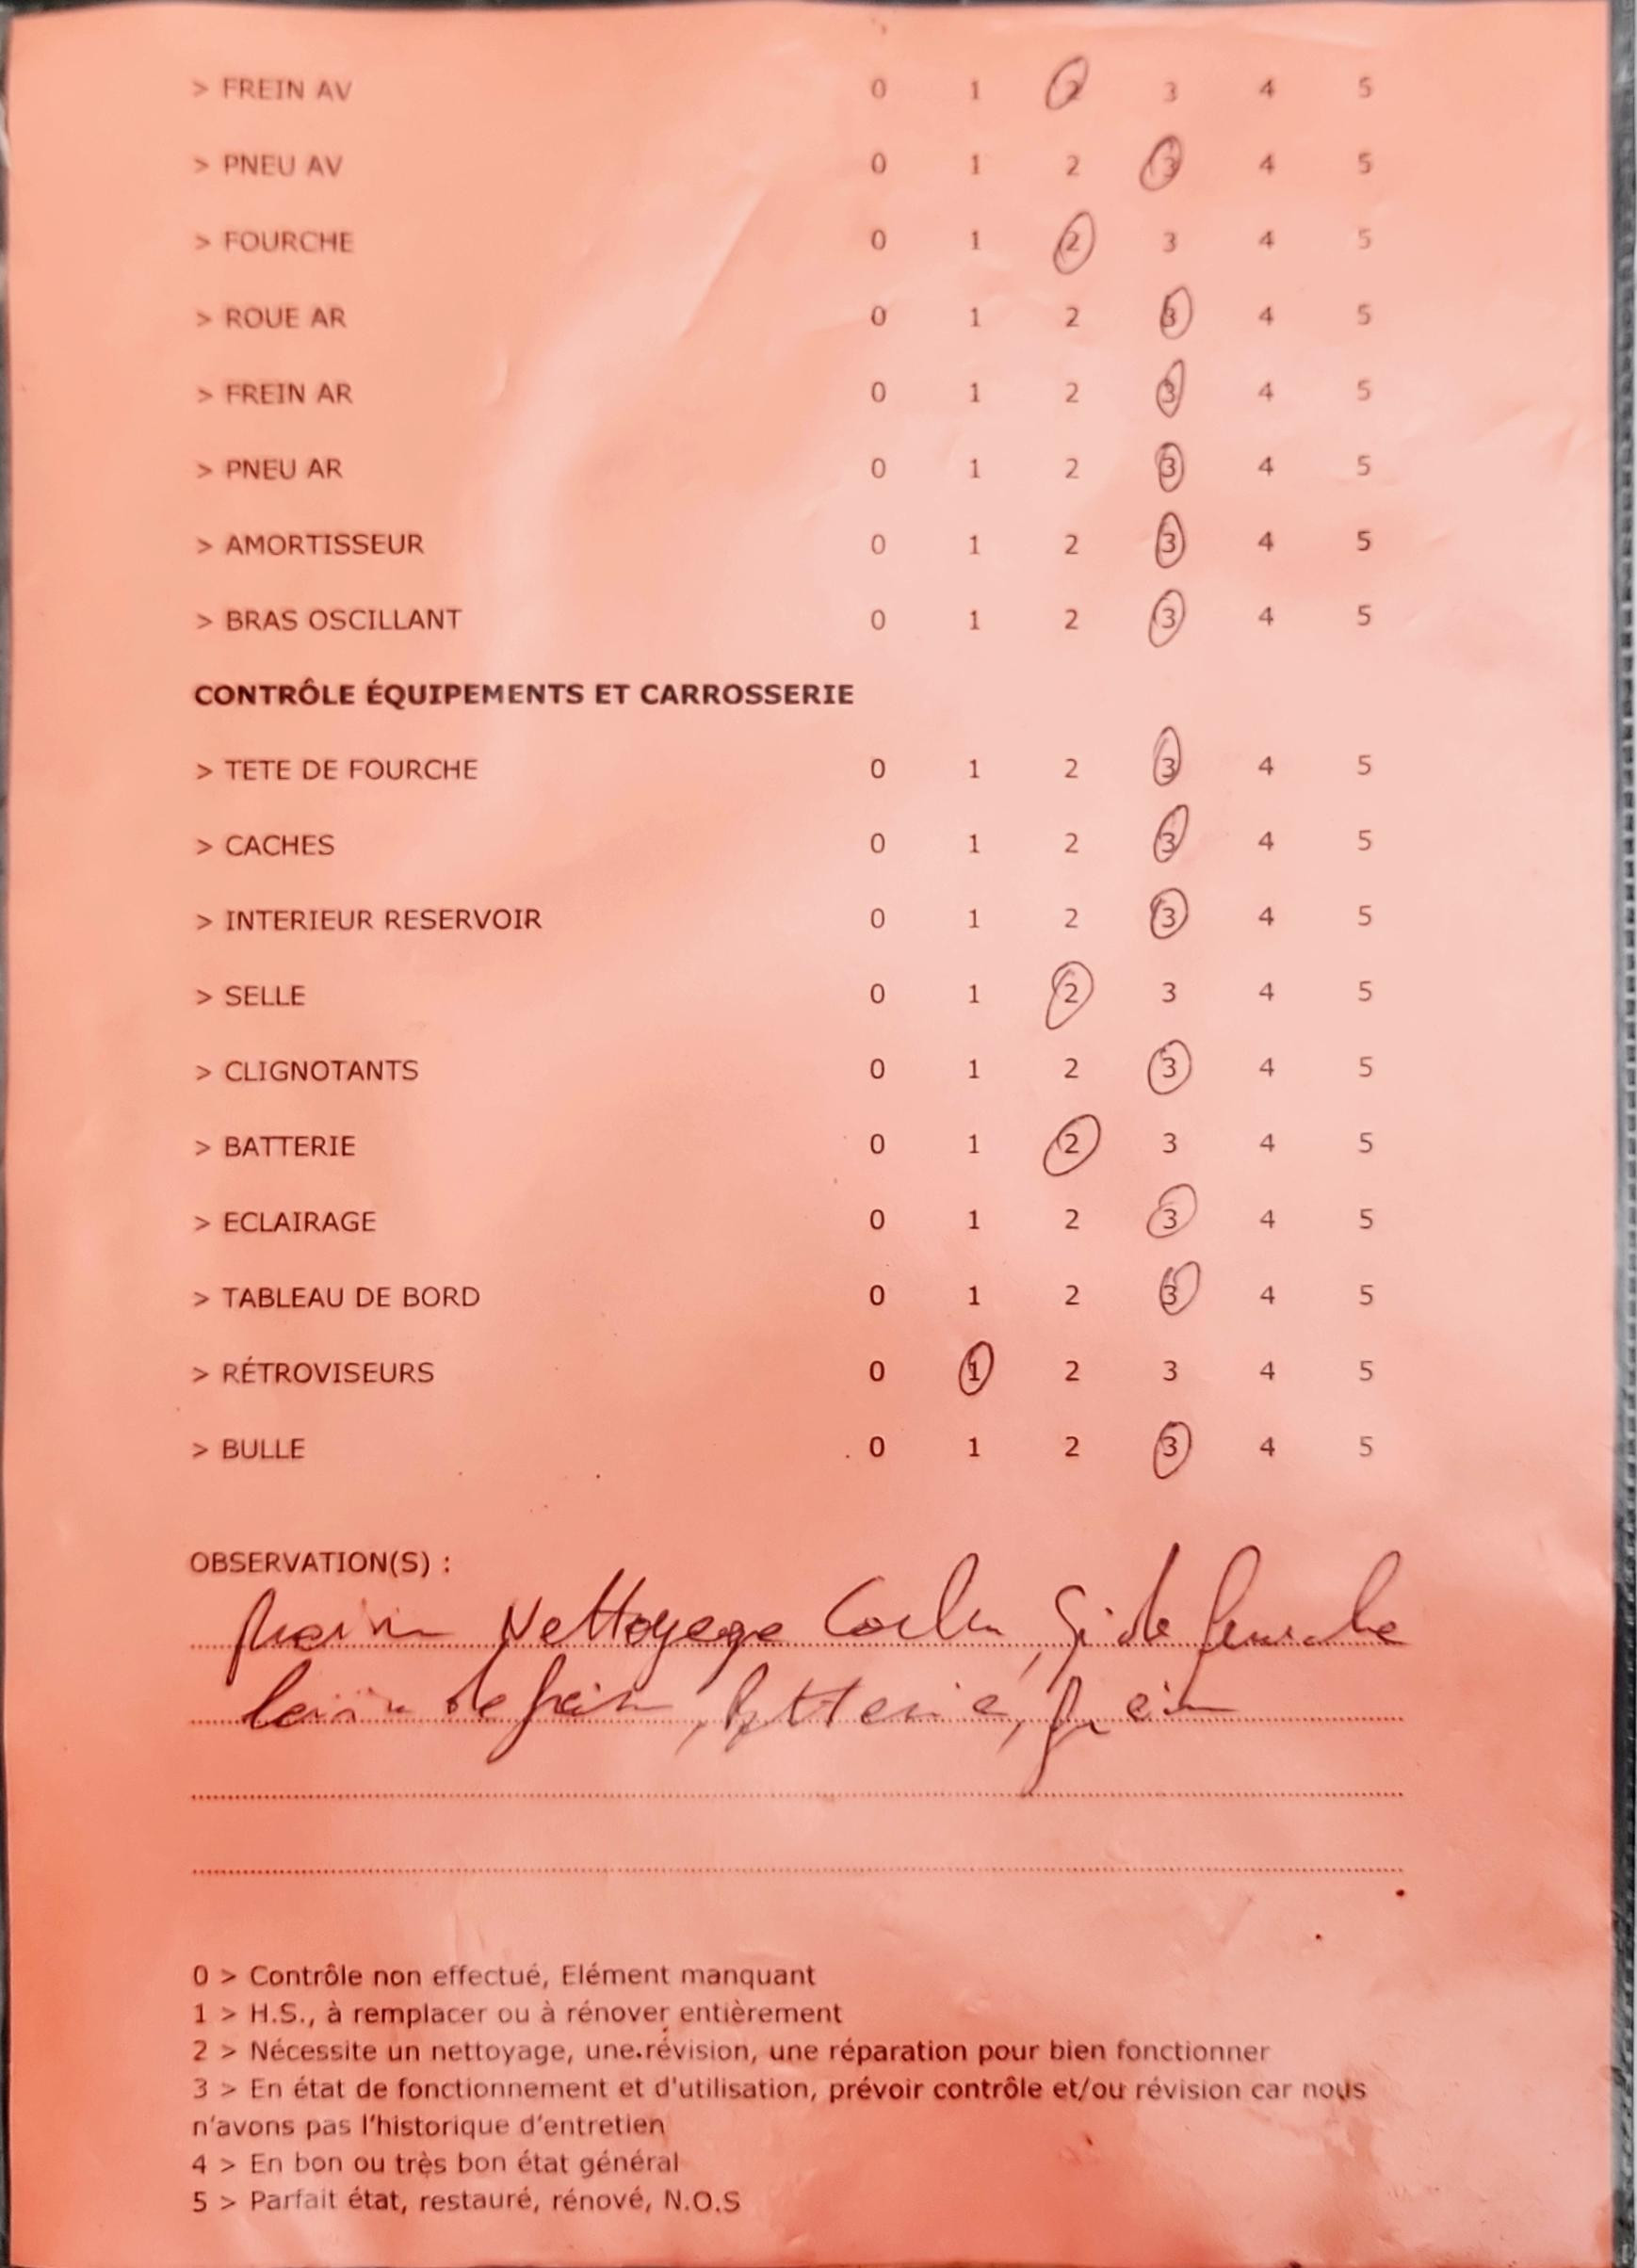 > FREIN AV 0 1 2 3 4 5
> PNEU AV 0 1 2 3 4 5
> FOURCHE 0 1 2 3 4 5
> ROUE AR 0 1 2 3 4 5
> FREIN AR 0 1 2 3 4 5
> PNEU AR 0 1 2 3 4 5
> AMORTISSEUR 0 1 2 3 4 5
> BRAS OSCILLANT 0 1 2 3 4 5
CONTRÔLE ÉQUIPEMENTS ET CARROSSERIE
> TETE DE FOURCHE 0 1 2 3 4 5
> CACHES 0 1 2 3 4 5
> INTERIEUR RESERVOIR 0 1 2 3 4 5
> SELLE 0 1 2 3 4 5
> CLIGNOTANTS 0 1 2 3 4 5
> BATTERIE 0 1 2 3 4 5
> ECLAIRAGE 0 1 2 3 4 5
> TABLEAU DE BORD 0 1 2 3 4 5
> RÉTROVISEURS 0 1 2 3 4 5
> BULLE 0 1 2 3 4 5
OBSERVATION(S) :
Nettoyage fourche
de frein, batterie, frein
0 > Contrôle non effectué, Elément manquant
1 > H.S., à remplacer ou à rénover entièrement
2 > Nécessite un nettoyage, une révision, une réparation pour bien fonctionner
3 > En état de fonctionnement et d'utilisation, prévoir contrôle et/ou révision car nous
n'avons pas l'historique d'entretien
4 > En bon ou très bon état général
5 > Parfait état, restauré, rénové, N.O.S